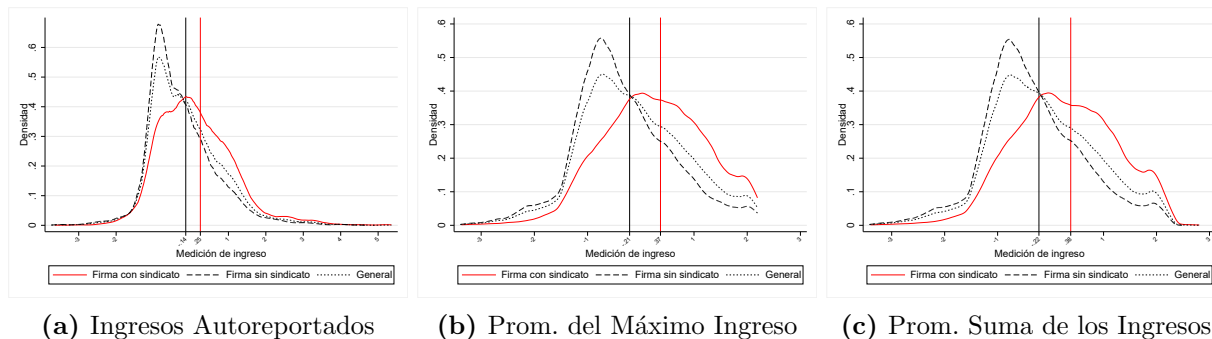 Densidad
.6
.5
.4
.3
.2
.1
0
-3 -2 -.14 .25 1 2 3 4 5
Medición de ingreso
Firma con sindicato Firma sin sindicato General
(a) Ingresos Autoreportados
Densidad
.6
.5
.4
.3
.2
.1
0
-3 -2 -1 -.21 .37 1 2 3
Medición de ingreso
Firma con sindicato Firma sin sindicato General
(b) Prom. del Máximo Ingreso
Densidad
.6
.5
.4
.3
.2
.1
0
-3 -2 -1 -.22 .38 1 2 3
Medición de ingreso
Firma con sindicato Firma sin sindicato General
(c) Prom. Suma de los Ingresos